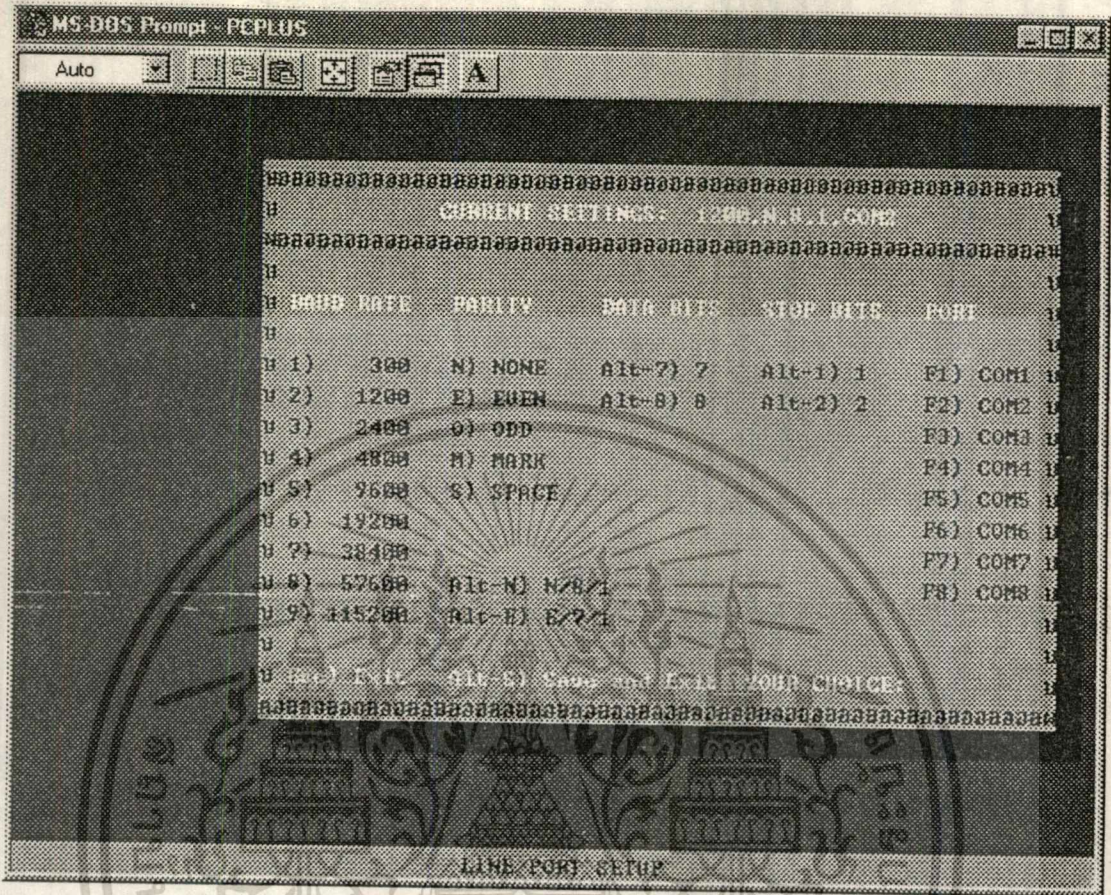 MS-DOS Prompt - PCPLUS
Auto
A
CURRENT SETTINGS: 1200,N,8,1,COM2
BAUD RATE PARITY DATA BITS STOP BITS PORT
1) 300 N) NONE Alt-7) 7 Alt-1) 1 F1) COM1
2) 1200 E) EVEN Alt-8) 8 Alt-2) 2 F2) COM2
3) 2400 O) ODD F3) COM3
4) 4800 M) MARK F4) COM4
5) 9600 S) SPACE F5) COM5
6) 19200 F6) COM6
7) 38400 F7) COM7
8) 57600 Alt-N) N/8/1 F8) COM8
9) 115200 Alt-E) E/7/1
Esc) Exit Alt-S) Save and Exit YOUR CHOICE:
LINE/PORT SETUP